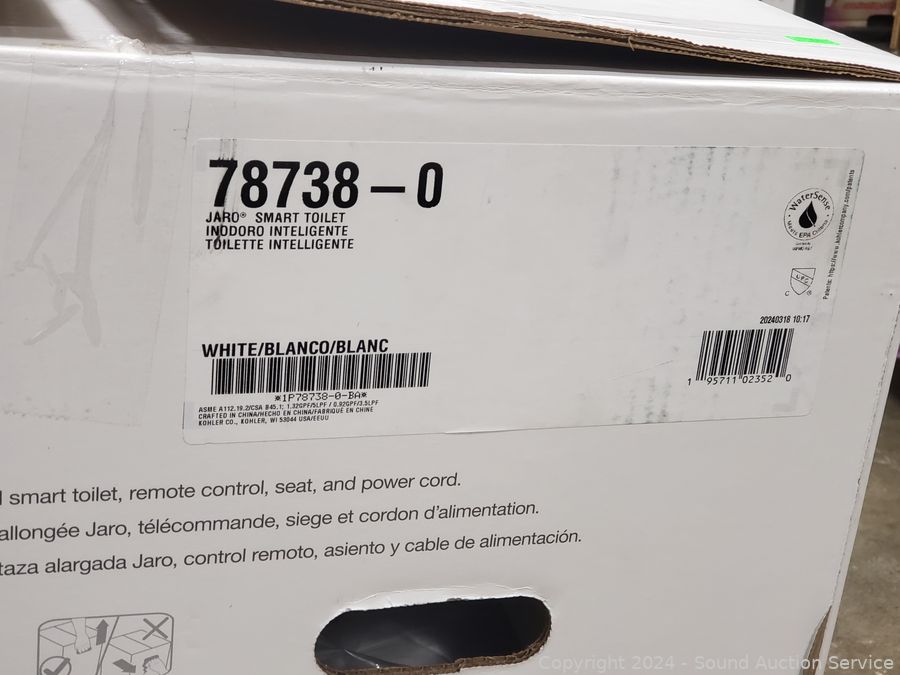 78738 – 0
JARO® SMART TOILET
INODORO INTELIGENTE
TOILETTE INTELLIGENTE
WaterSense
Meets EPA Criteria
Patents: https://www.kohlercompany.com/patents
UPC
C ®
20240318 10:17
WHITE/BLANCO/BLANC
*1P78738-0-BA*
1 95711 02352 0
ASME A112.19.2/CSA B45.1; 1.32GPF/5LPF / 0.92GPF/3.5LPF
CRAFTED IN CHINA/HECHO EN CHINA/FABRIQUÉ EN CHINE
KOHLER CO., KOHLER, WI 53044 USA/EEUU
smart toilet, remote control, seat, and power cord.
allongée Jaro, télécommande, siege et cordon d'alimentation.
taza alargada Jaro, control remoto, asiento y cable de alimentación.
Copyright © 2024 - Sound Auction Service